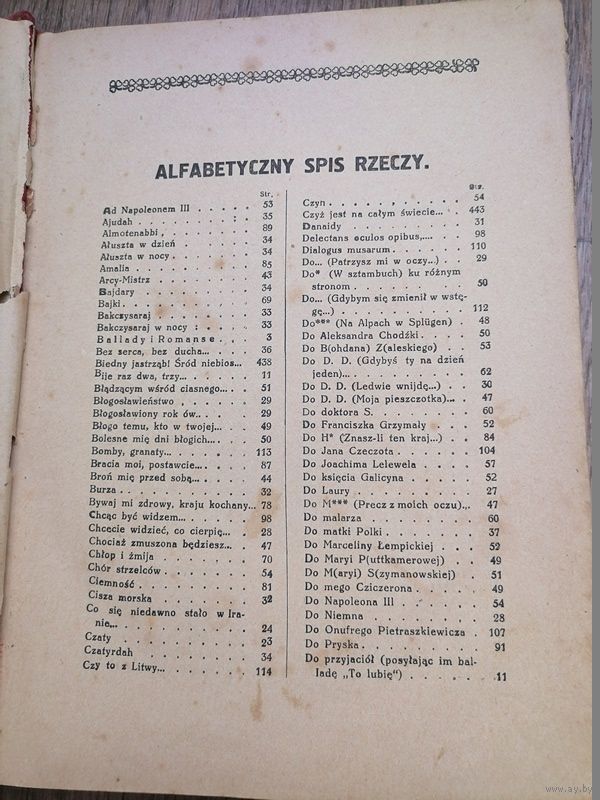 ALFABETYCZNY SPIS RZECZY.
Str.
Ad Napoleonem III . . . . . 53
Ajudah . . . . . . . . . 35
Almotenabbi . . . . . . . . 89
Ałuszta w dzień . . . . . . 34
Ałuszta w nocy . . . . . . 34
Amalia . . . . . . . . . 85
Arcy-Mistrz . . . . . . . 43
Bajdary . . . . . . . . . 34
Bajki . . . . . . . . . . 69
Bakczysaraj . . . . . . . 33
Bakczysaraj w nocy . . . . . 33
Ballady i Romanse . . . 3
Bez serca, bez ducha... . . . 36
Biedny jastrząb! Śród niebios... 438
Bije raz dwa, trzy... . . . . 11
Błądzącym wśród ciasnego... . . 51
Błogosławieństwo . . . . . . 29
Błogosławiony rok ów.. . . . . 29
Błogo temu, kto w twojej... . . 49
Bolesne mię dni błogich... . . . 50
Bomby, granaty... . . . . . . 113
Bracia moi, postawcie... . . . . 87
Broń mię przed sobą... . . . . 44
Burza . . . . . . . . . . 32
Bywaj mi zdrowy, kraju kochany... 78
Chcąc być widzem... . . . . . 98
Chcecie widzieć, co cierpię... . . 28
Chociaż zmuszona będziesz... . . 47
Chłop i żmija . . . . . . . 70
Chór strzelców . . . . . . . 54
Ciemność . . . . . . . . . 81
Cisza morska . . . . . . . 32
Co się niedawno stało w Ira-
nie... . . . . . . . . . 24
Czaty . . . . . . . . . . 23
Czatyrdah . . . . . . . . 34
Czy to z Litwy... . . . . . . 114
Str.
Czyn . . . . . . . . . . 54
Czyż jest na całym świecie... . . 443
Danaidy . . . . . . . . . 31
Delectans oculos opibus,.... . . 98
Dialogus musarum . . . . . . 110
Do... (Patrzysz mi w oczy...) . . 29
Do* (W sztambuch) ku różnym
stronom . . . . . . . . 50
Do... (Gdybym się zmienił w wstę-
gę...) . . . . . . . . . 112
Do*** (Na Alpach w Splügen) . 48
Do Aleksandra Chodźki . . . . 50
Do B(ohdana) Z(aleskiego) . . 53
Do D. D. (Gdybyś ty na dzień
jeden)... . . . . . . . . 62
Do D. D. (Ledwie wnijdę...) . . 30
Do D. D. (Moja pieszczotka)... . 47
Do doktora S. . . . . . . . 60
Do Franciszka Grzymały . . . 52
Do H* (Znasz-li ten kraj...) . . 84
Do Jana Czeczota . . . . . . 104
Do Joachima Lelewela . . . . 57
Do księcia Galicyna . . . . . 52
Do Laury . . . . . . . . . 27
Do M*** (Precz z moich oczu)... 47
Do malarza . . . . . . . . 60
Do matki Polki . . . . . . . 37
Do Marceliny Łempickiej . . . 52
Do Maryi P(uttkamerowej) . . 49
Do M(aryi) S(zymanowskiej) . 51
Do mego Cziczerona . . . . . 49
Do Napoleona III . . . . . . 54
Do Niemna . . . . . . . . 28
Do Onufrego Pietraszkiewicza . 107
Do Pryska . . . . . . . . . 91
Do przyjaciół (posyłając im bal-
ladę „To lubię“) . . . . . . 11
www.ay.by